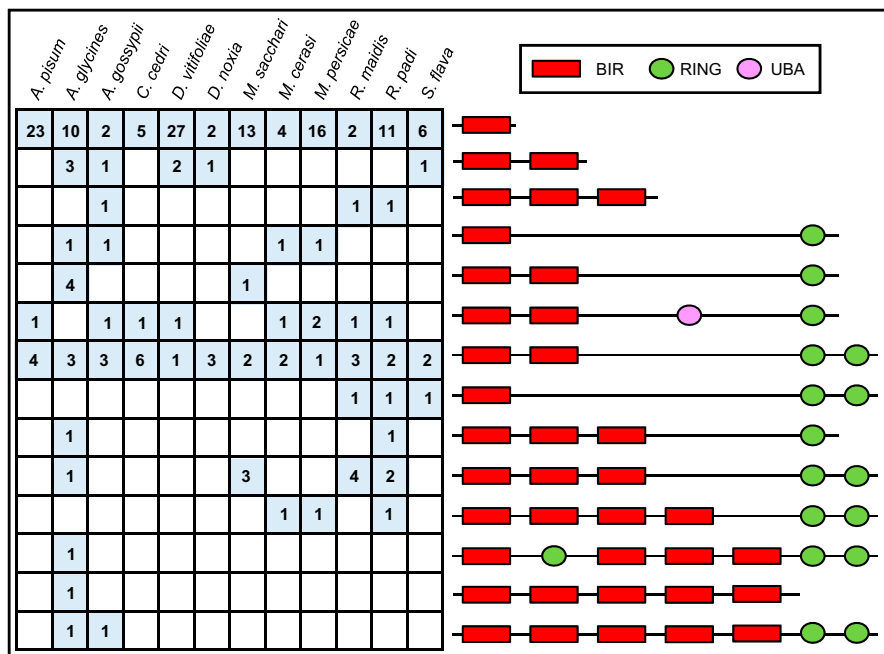 A. pisum A. glycines A. gossypii C. cedri D. vitifoliae D. noxia M. sacchari M. cerasi M. persicae R. maidis R. padi S. flava
BIR RING UBA
23 10 2 5 27 2 13 4 16 2 11 6
3 1 2 1 1
1 1 1
1 1 1 1
4 1
1 1 1 1 1 2 1 1
4 3 3 6 1 3 2 2 1 3 2 2
1 1 1
1 1
1 3 4 2
1 1 1
1
1
1 1